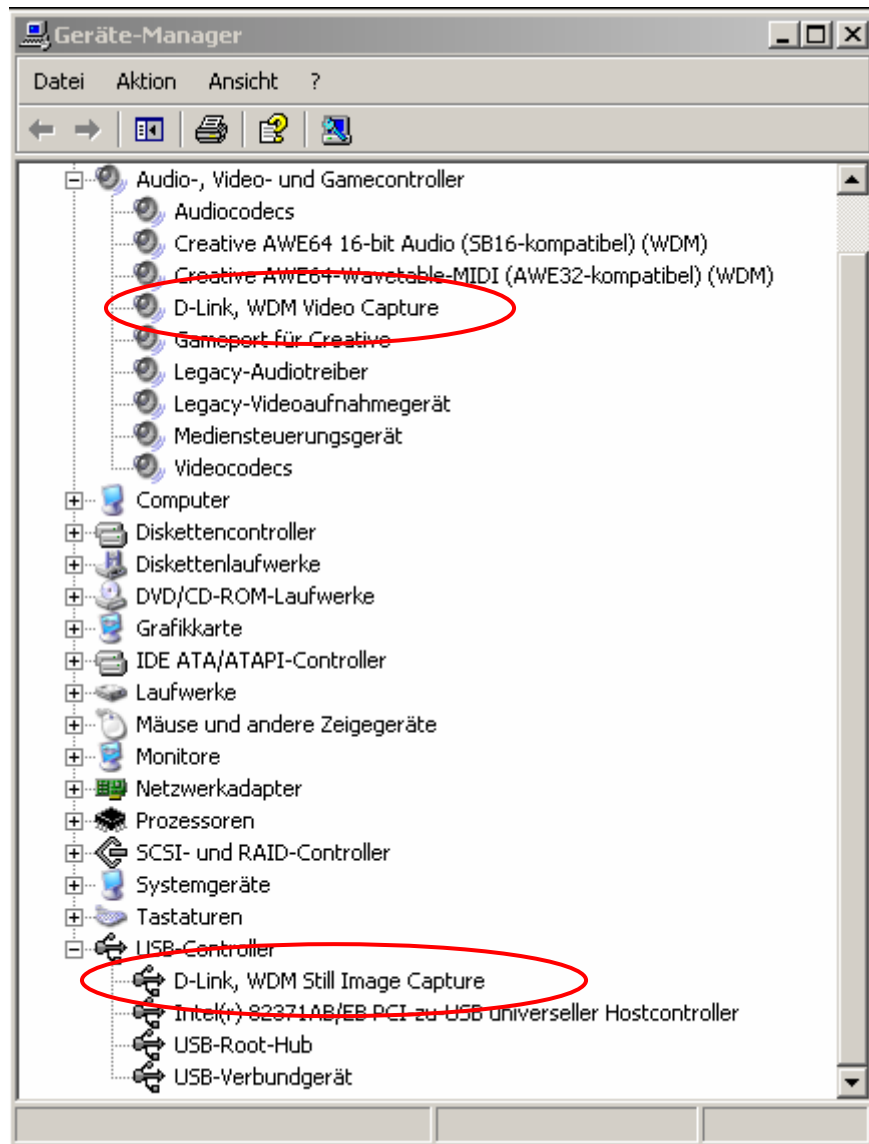 Geräte-Manager
Datei Aktion Ansicht ?
Audio-, Video- und Gamecontroller
Audiocodecs
Creative AWE64 16-bit Audio (SB16-kompatibel) (WDM)
Creative AWE64-Wavetable-MIDI (AWE32-kompatibel) (WDM)
D-Link, WDM Video Capture
Gameport für Creative
Legacy-Audiotreiber
Legacy-Videoaufnahmegerät
Mediensteuerungsgerät
Videocodecs
Computer
Diskettencontroller
Diskettenlaufwerke
DVD/CD-ROM-Laufwerke
Grafikkarte
IDE ATA/ATAPI-Controller
Laufwerke
Mäuse und andere Zeigegeräte
Monitore
Netzwerkadapter
Prozessoren
SCSI- und RAID-Controller
Systemgeräte
Tastaturen
USB-Controller
D-Link, WDM Still Image Capture
Intel(r) 82371AB/EB PCI-zu-USB universeller Hostcontroller
USB-Root-Hub
USB-Verbundgerät